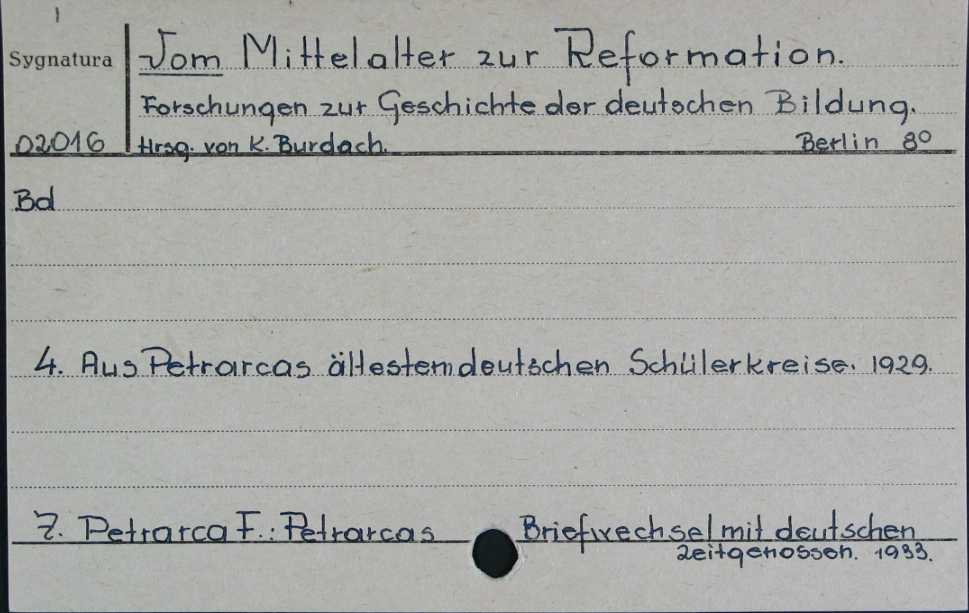 Sygnatura Vom Mittelalter zur Reformation.
Forschungen zur Geschichte der deutschen Bildung.
02016 Hrsg. von K. Burdach. Berlin 8°
Bd
4. Aus Petrarcas ältestem deutschen Schülerkreise. 1929.
7. Petrarca F.: Petrarcas Briefwechsel mit deutschen
Zeitgenossen. 1933.